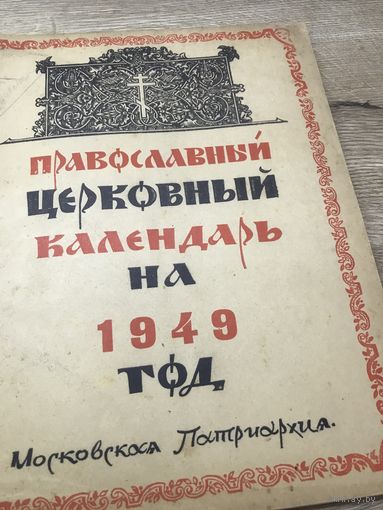 ПРАВОСЛАВНЫЙ
ЦЕРКОВНЫЙ
КАЛЕНДАРЬ
НА
1949
ГОД
Московская Патриархия.